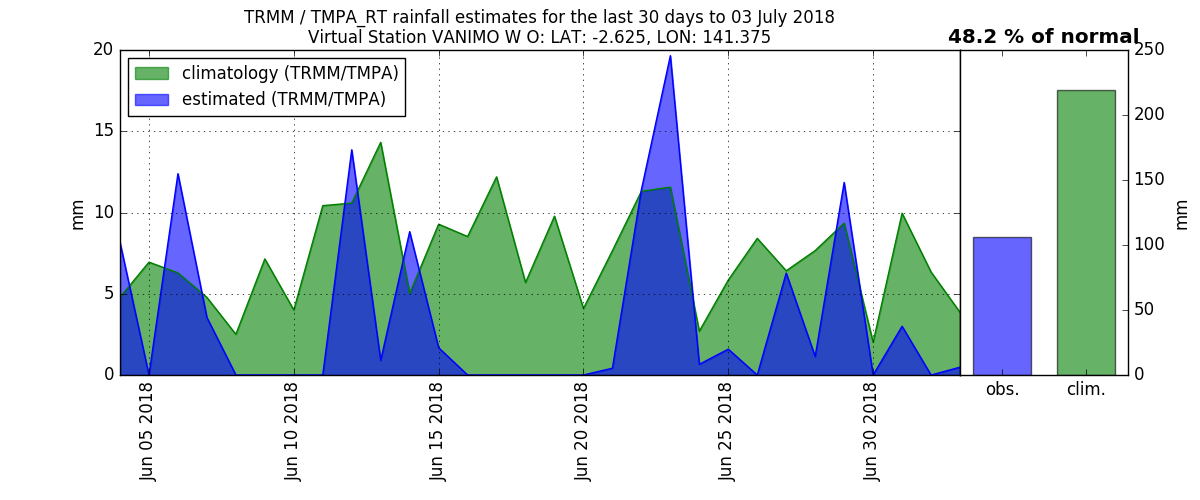 TRMM / TMPA_RT rainfall estimates for the last 30 days to 03 July 2018
Virtual Station VANIMO W O: LAT: -2.625, LON: 141.375
48.2 % of normal
climatology (TRMM/TMPA)
estimated (TRMM/TMPA)
20
15
10
5
0
mm
Jun 05 2018
Jun 10 2018
Jun 15 2018
Jun 20 2018
Jun 25 2018
Jun 30 2018
obs.
clim.
250
200
150
100
50
0
mm